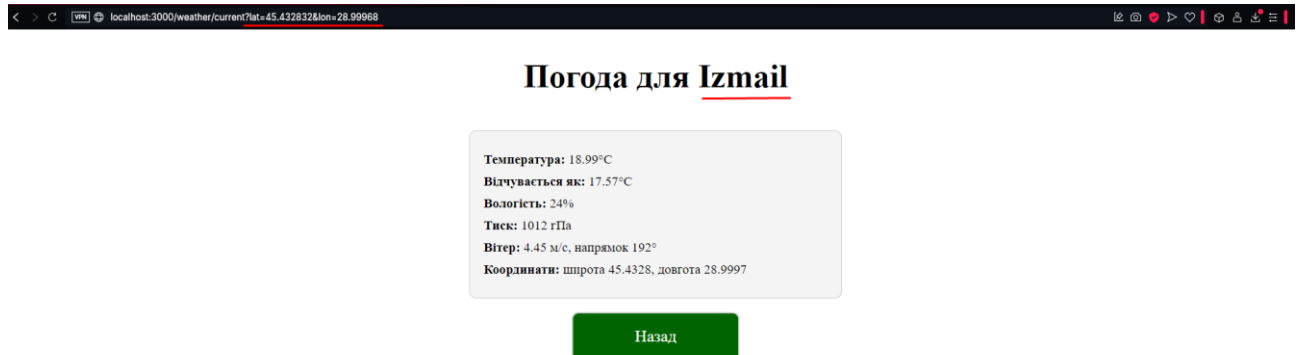 VPN localhost:3000/weather/current?lat=45.432832&lon=28.99968
Погода для Izmail
Температура: 18.99°C
Відчувається як: 17.57°C
Вологість: 24%
Тиск: 1012 гПа
Вітер: 4.45 м/с, напрямок 192°
Координати: широта 45.4328, довгота 28.9997
Назад